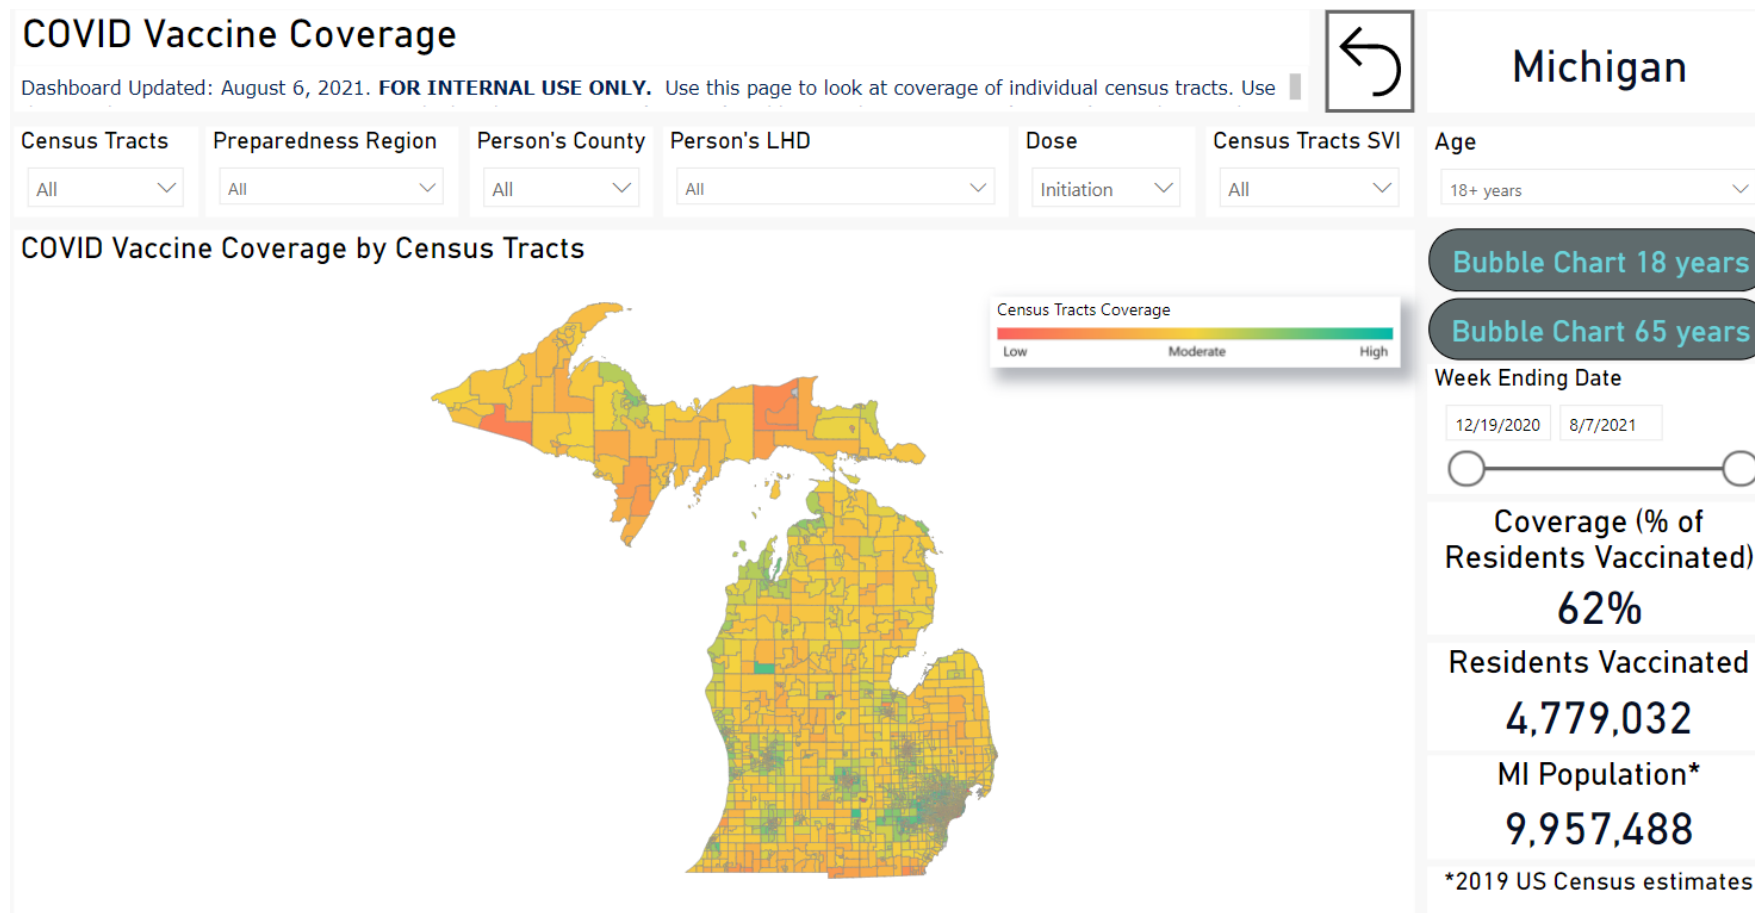 COVID Vaccine Coverage
Michigan
Dashboard Updated: August 6, 2021. FOR INTERNAL USE ONLY. Use this page to look at coverage of individual census tracts. Use
Census Tracts
Preparedness Region
Person's County
Person's LHD
Dose
Census Tracts SVI
Age
All
All
All
All
Initiation
All
18+ years
COVID Vaccine Coverage by Census Tracts
Census Tracts Coverage
Low
Moderate
High
Bubble Chart 18 years
Bubble Chart 65 years
Week Ending Date
12/19/2020
8/7/2021
Coverage (% of
Residents Vaccinated)
62%
Residents Vaccinated
4,779,032
MI Population*
9,957,488
*2019 US Census estimates